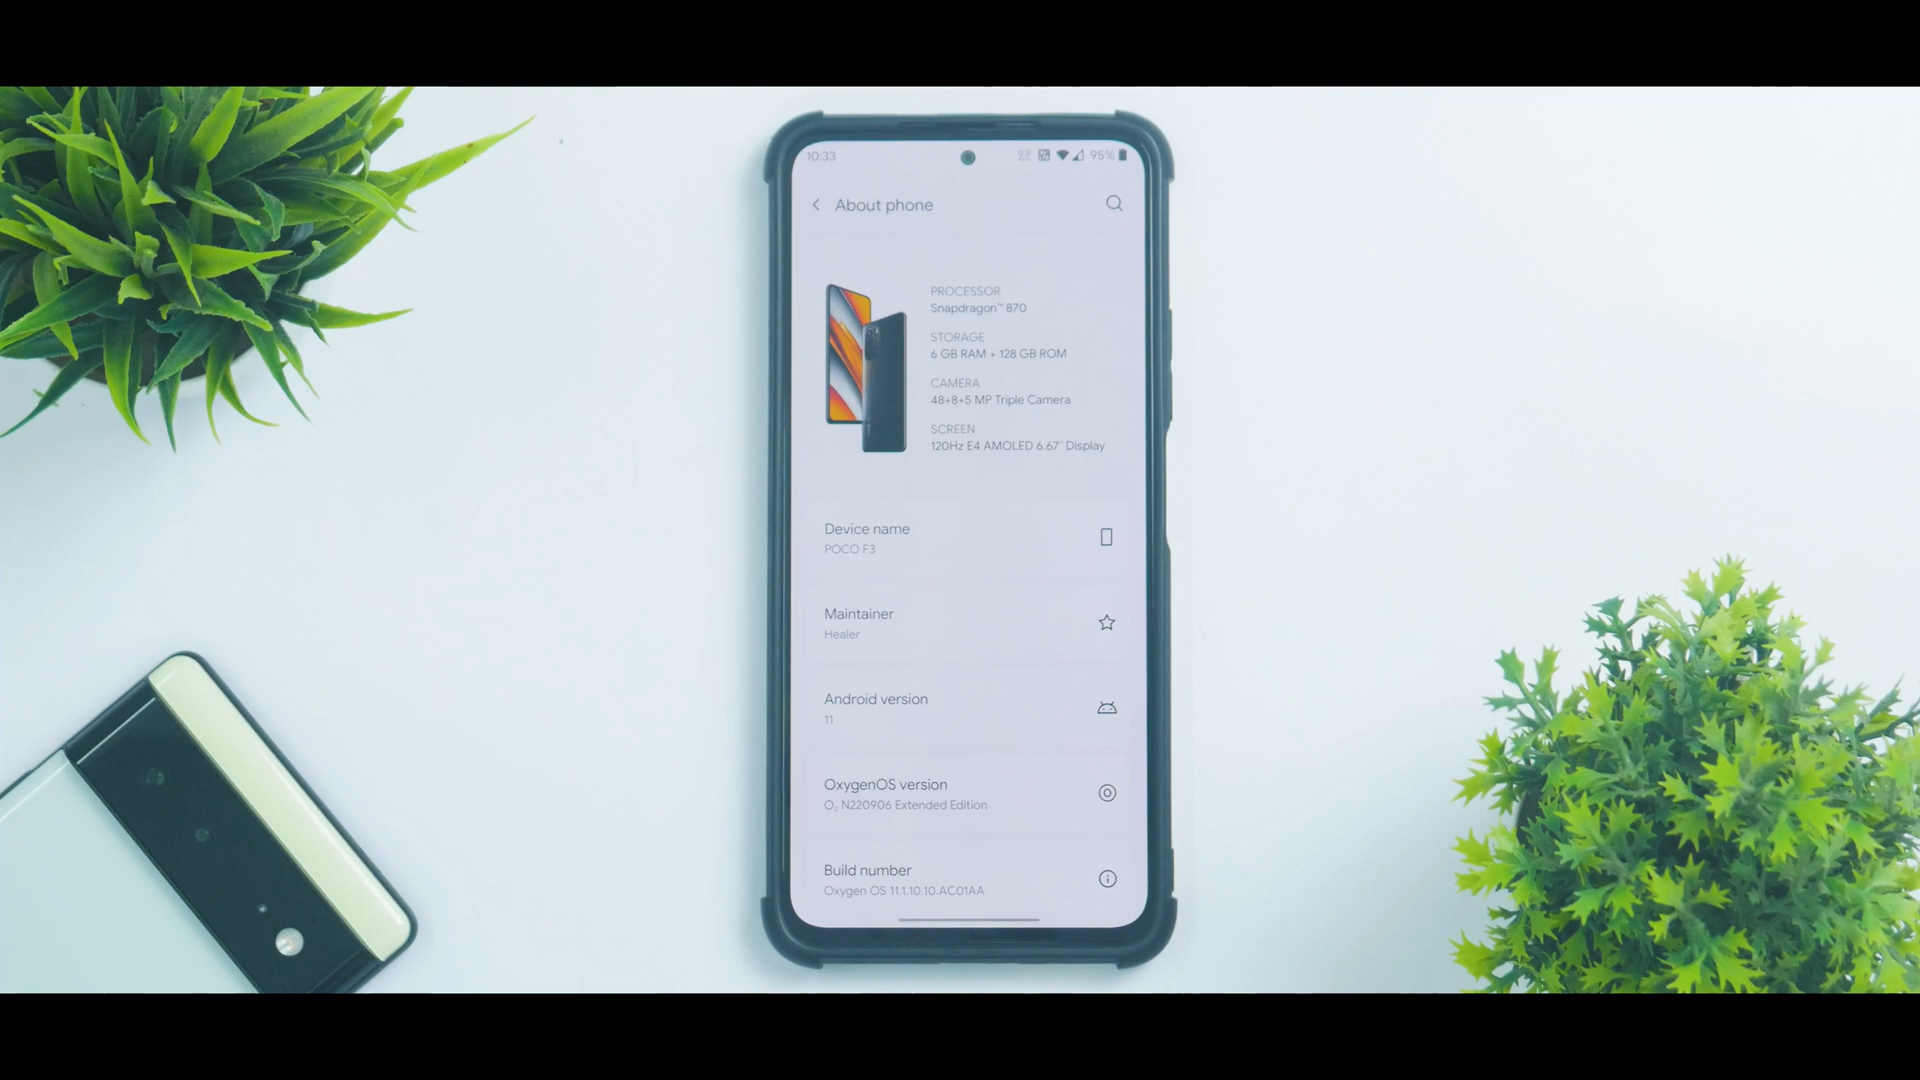 10:33
95%
About phone
PROCESSOR
Snapdragon™ 870
STORAGE
6 GB RAM + 128 GB ROM
CAMERA
48+8+5 MP Triple Camera
SCREEN
120Hz E4 AMOLED 6.67" Display
Device name
POCO F3
Maintainer
Healer
Android version
11
OxygenOS version
O₂ N220906 Extended Edition
Build number
Oxygen OS 11.1.10.10.AC01AA